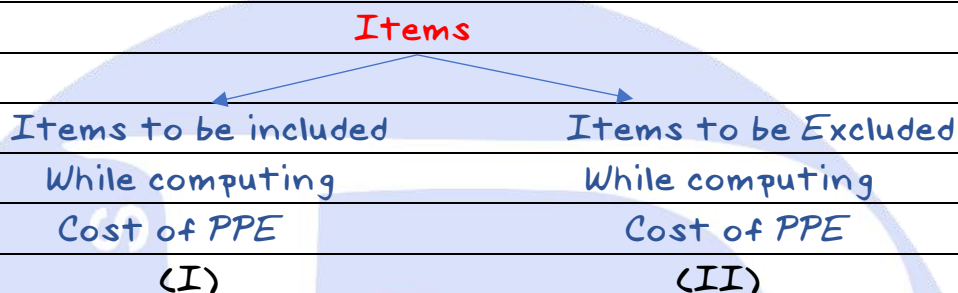 Items
Items to be included Items to be Excluded
While computing While computing
Cost of PPE Cost of PPE
(I) (II)